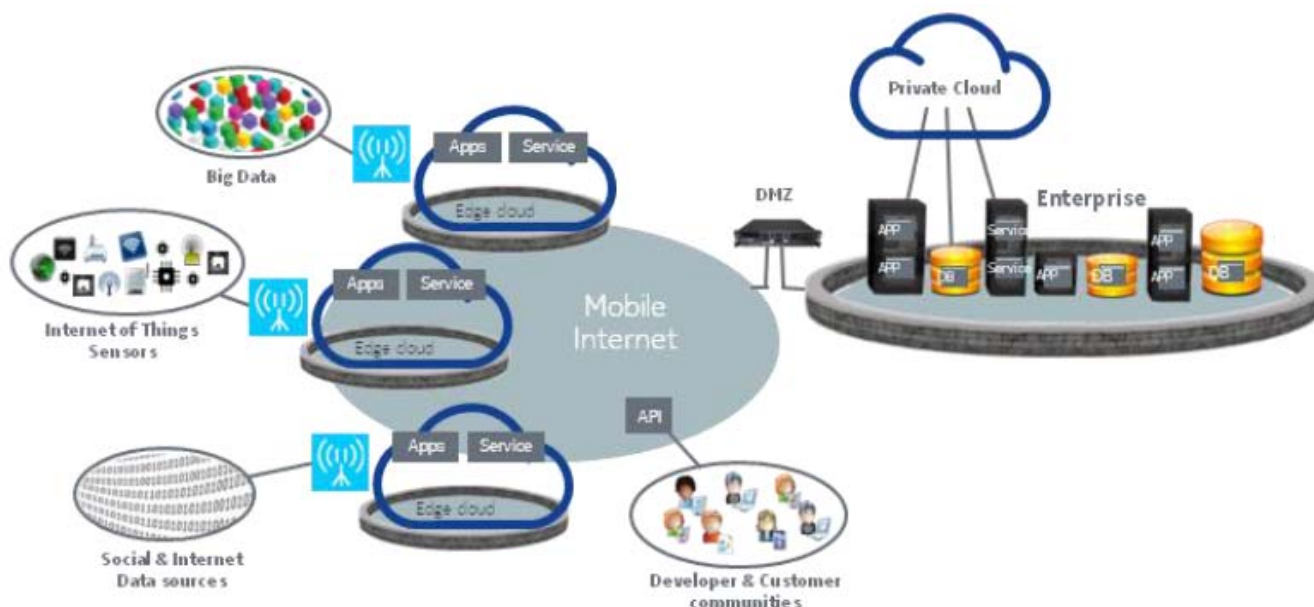 Private Cloud
Apps
Service
Big Data
Edge cloud
DMZ
Enterprise
APP
APP
DB
Service
Service
APP
DB
APP
APP
DB
Apps
Service
Mobile
Internet
Internet of Things
Sensors
Edge cloud
API
Apps
Service
Edge cloud
Social & Internet
Data sources
Developer & Customer
communities